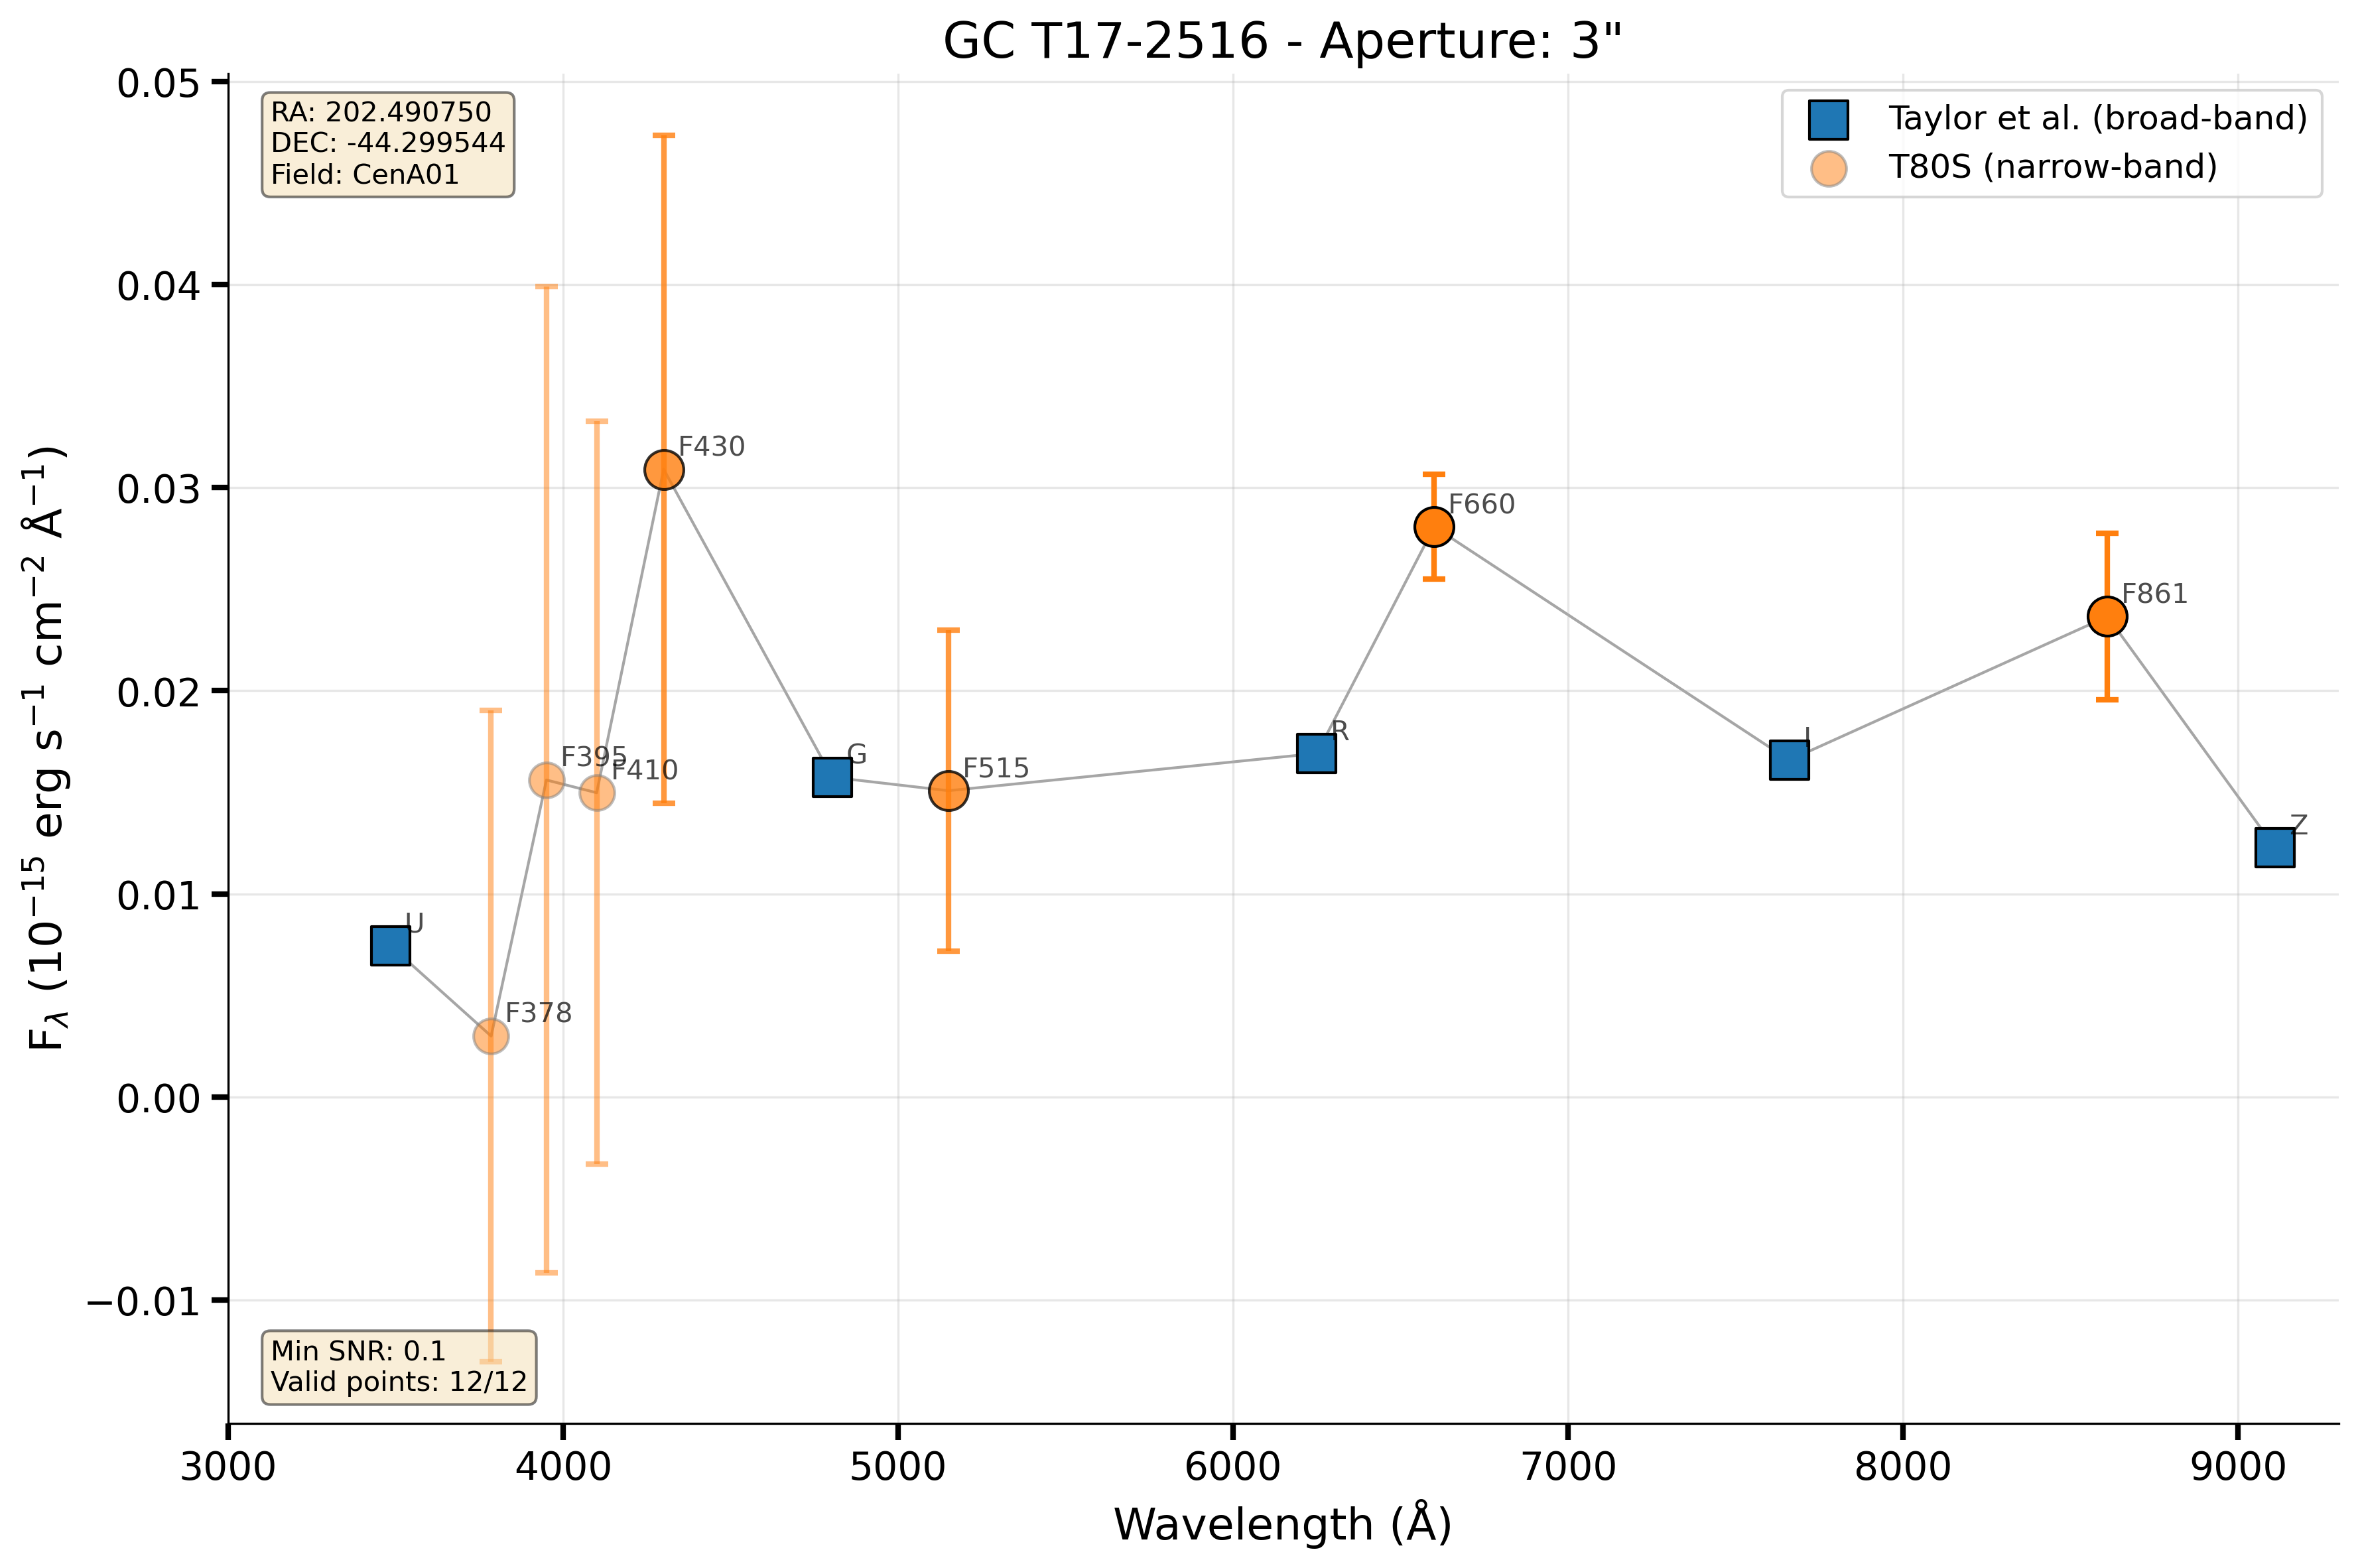 GC T17-2516 - Aperture: 3"
RA: 202.490750
DEC: -44.299544
Field: CenA01
Taylor et al. (broad-band)
T80S (narrow-band)
0.05
0.04
0.03
0.02
0.01
0.00
−0.01
F430
F660
F861
F395
F410
G
F515
R
I
Z
U
F378
Min SNR: 0.1
Valid points: 12/12
3000 4000 5000 6000 7000 8000 9000
Wavelength (Å)
Fλ (10⁻¹⁵ erg s⁻¹ cm⁻² Å⁻¹)